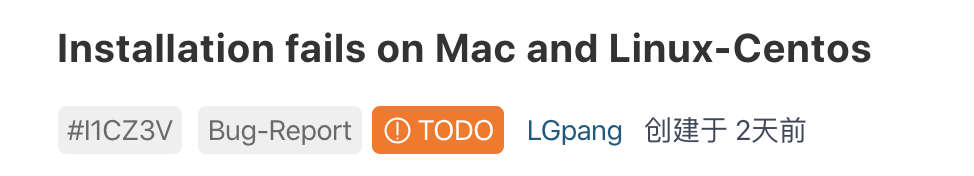 Installation fails on Mac and Linux-Centos
#I1CZ3V Bug-Report TODO LGpang 创建于 2天前